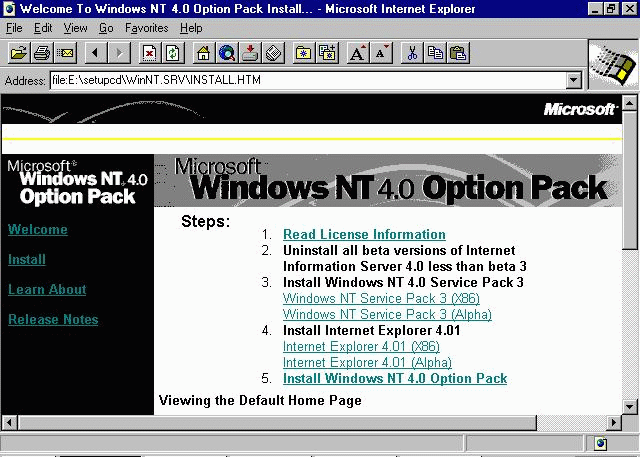 Welcome To Windows NT 4.0 Option Pack Install... - Microsoft Internet Explorer
File Edit View Go Favorites Help
Address: file:E:\setupcd\WinNT.SRV\INSTALL.HTM
Microsoft
Microsoft®
Windows NT® 4.0
Option Pack
Microsoft
Windows NT 4.0 Option Pack
Welcome
Install
Learn About
Release Notes
Steps:
1. Read License Information
2. Uninstall all beta versions of Internet
Information Server 4.0 less than beta 3
3. Install Windows NT 4.0 Service Pack 3
Windows NT Service Pack 3 (X86)
Windows NT Service Pack 3 (Alpha)
4. Install Internet Explorer 4.01
Internet Explorer 4.01 (X86)
Internet Explorer 4.01 (Alpha)
5. Install Windows NT 4.0 Option Pack
Viewing the Default Home Page